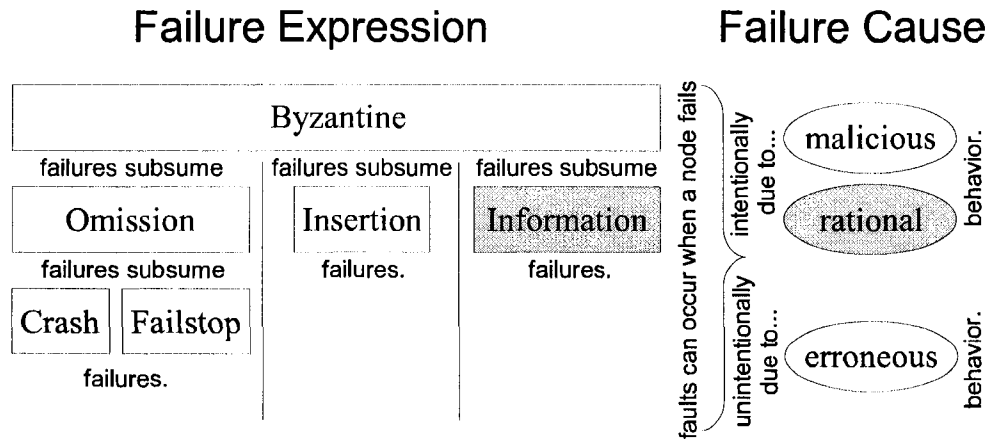 Failure Expression
Failure Cause
Byzantine
failures subsume
failures subsume
failures subsume
Omission
Insertion
Information
failures subsume
failures.
failures.
Crash
Failstop
failures.
faults can occur when a node fails
intentionally
due to...
malicious
rational
behavior.
unintentionally
due to...
erroneous
behavior.